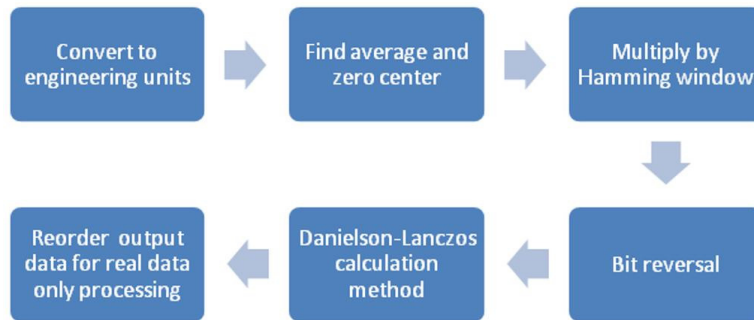 Convert to
engineering units
Find average and
zero center
Multiply by
Hamming window
Bit reversal
Danielson-Lanczos
calculation
method
Reorder output
data for real data
only processing